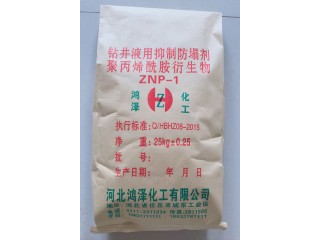 钻井液用抑制防塌剂
聚丙烯酰胺衍生物
ZNP-1
鸿泽 HZ 化工
执行标准: Q/HBHZ06-2015
净 重: 25kg±0.25
批 号:
生产日期: 年 月 日
河北鸿泽化工有限公司